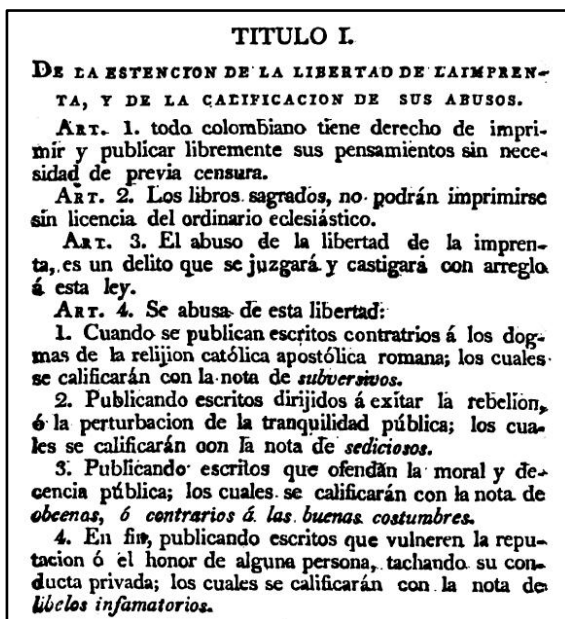 TITULO I.
DE LA ESTENCION DE LA LIBERTAD DE LA IMPREN-
TA, Y DE LA CALIFICACION DE SUS ABUSOS.
ART. 1. todo colombiano tiene derecho de impri-
mir y publicar libremente sus pensamientos sin nece-
sidad de previa censura.
ART. 2. Los libros sagrados, no podrán imprimirse
sin licencia del ordinario eclesiástico.
ART. 3. El abuso de la libertad de la impren-
ta, es un delito que se juzgará y castigará con arreglo
á esta ley.
ART. 4. Se abusa de esta libertad:
1. Cuando se publican escritos contratrios á los dog-
mas de la relijion católica apostólica romana; los cuales
se calificarán con la nota de subversivos.
2. Publicando escritos dirijidos á exitar la rebelion,
ó la perturbacion de la tranquilidad pública; los cua-
les se calificarán con la nota de sediciosos.
3. Publicando escritos que ofendan la moral y de-
cencia pública; los cuales se calificarán con la nota de
obcenas, ó contrarios á las buenas costumbres.
4. En fin, publicando escritos que vulneren la repu-
tacion ó el honor de alguna persona, tachando su con-
ducta privada; los cuales se calificarán con la nota de
libelos infamatorios.